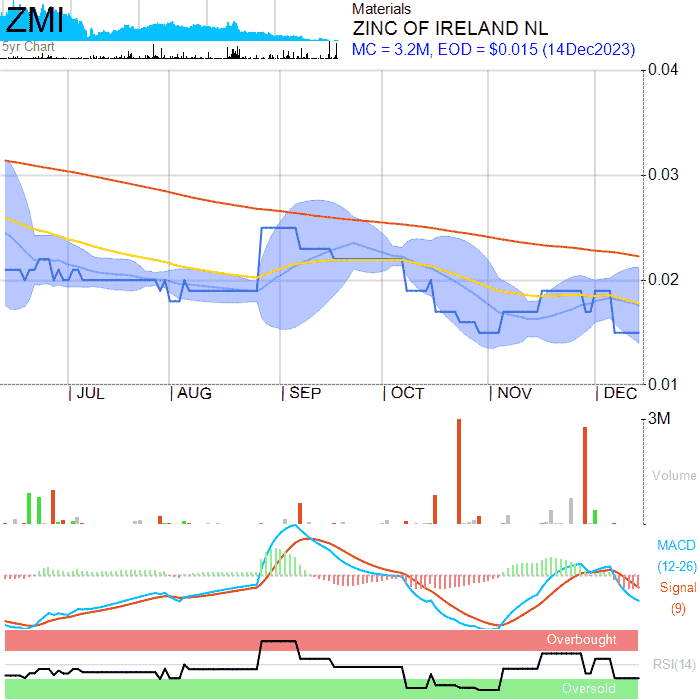 ZMI
5yr Chart
Materials
ZINC OF IRELAND NL
MC = 3.2M, EOD = $0.015 (14Dec2023)
0.04
0.03
0.02
0.01
JUL AUG SEP OCT NOV DEC
3M
Volume
MACD
(12-26)
Signal
(9)
Overbought
RSI(14)
Oversold